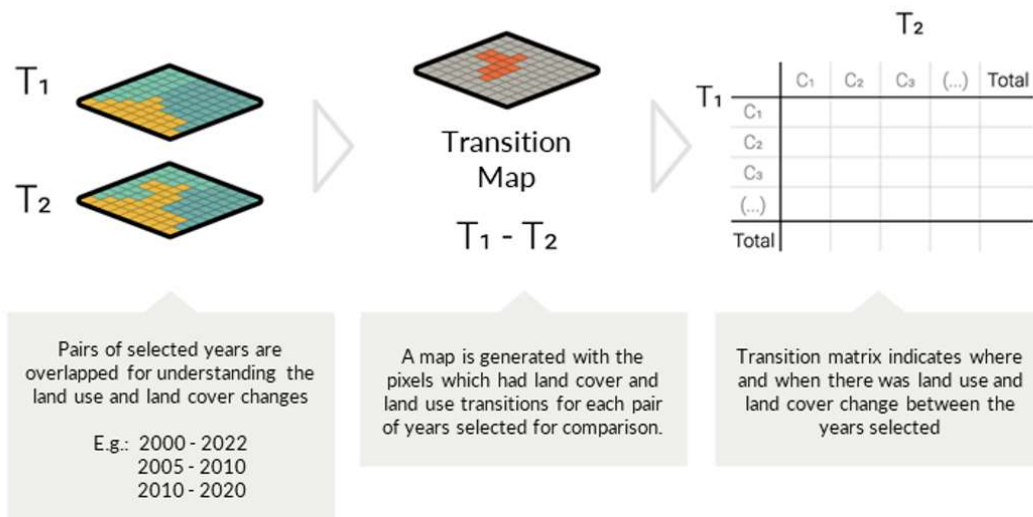 T₁
T₂
Transition
Map
T₁ - T₂
T₂
T₁
C₁ C₂ C₃ (...) Total
C₁
C₂
C₃
(...)
Total
Pairs of selected years are
overlapped for understanding the
land use and land cover changes
E.g.: 2000 - 2022
2005 - 2010
2010 - 2020
A map is generated with the
pixels which had land cover and
land use transitions for each pair
of years selected for comparison.
Transition matrix indicates where
and when there was land use and
land cover change between the
years selected